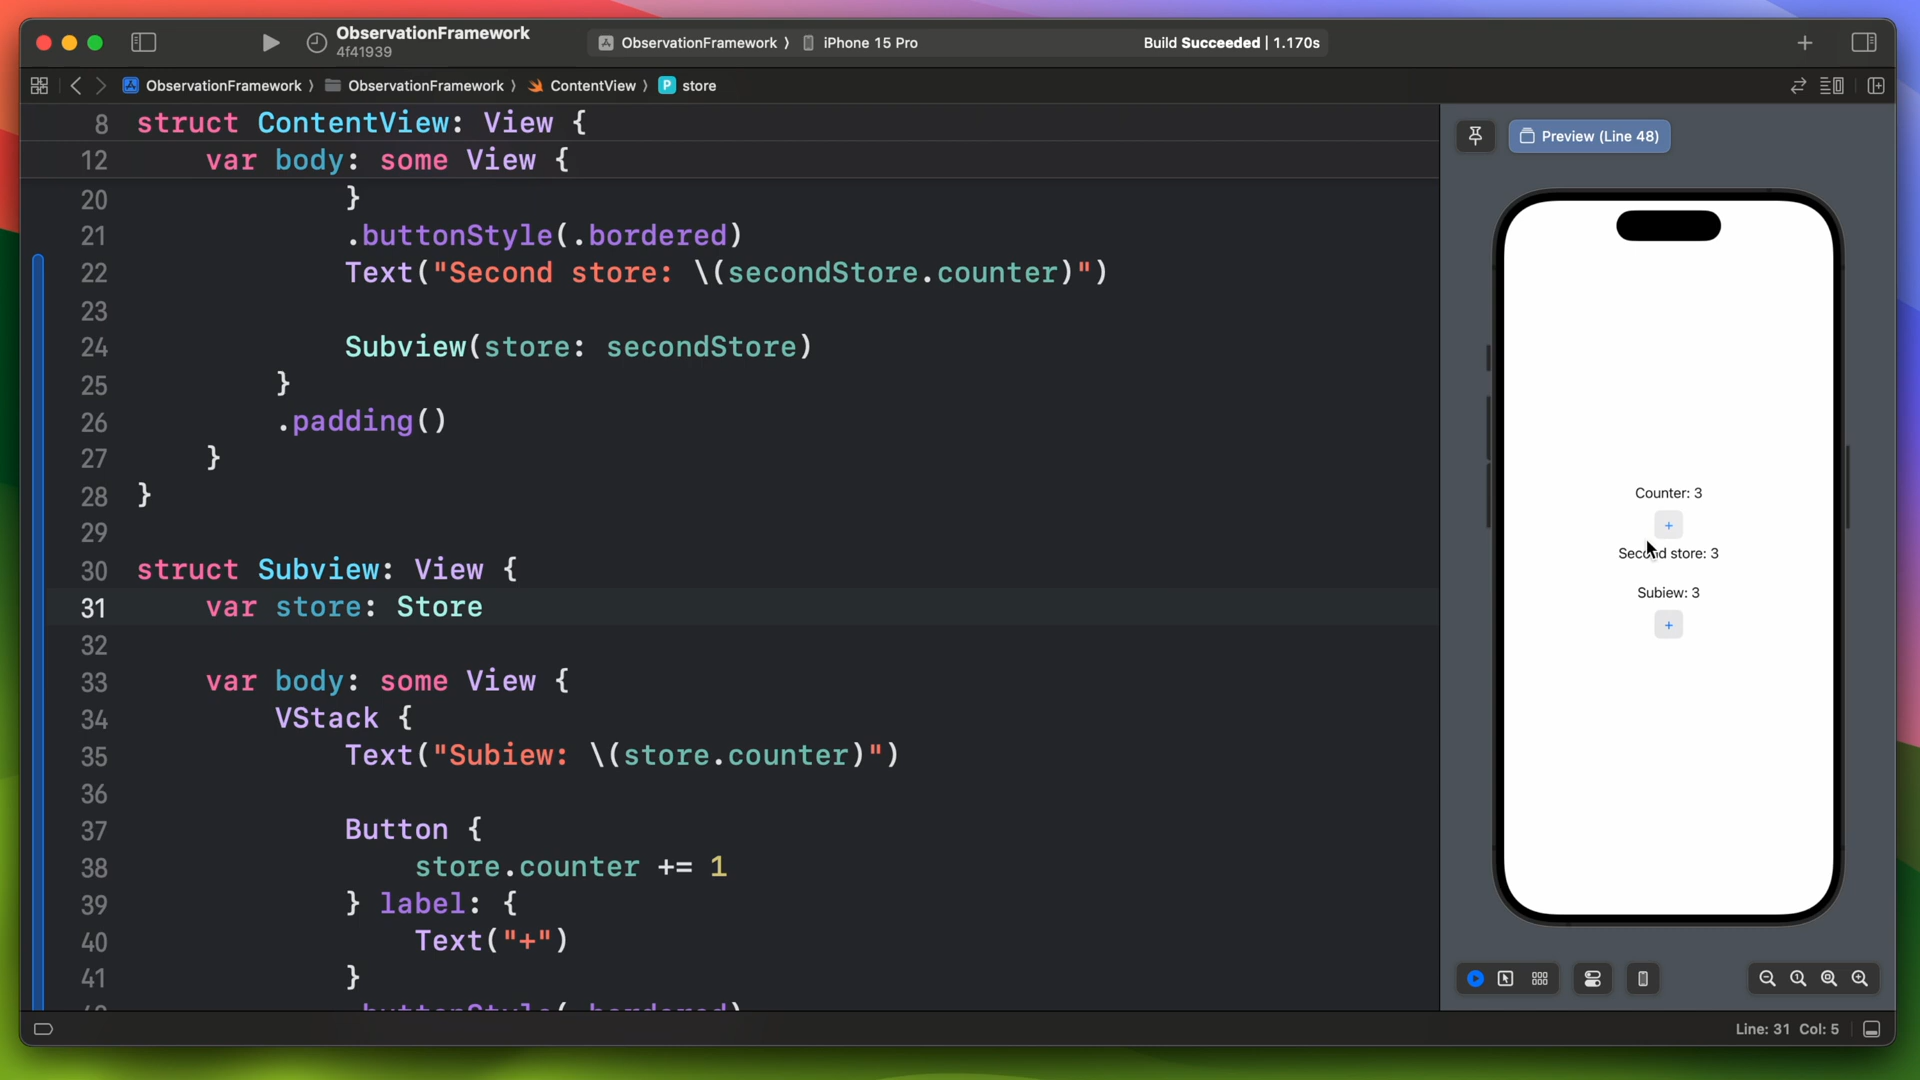 ObservationFramework
4f41939
ObservationFramework ⟩ iPhone 15 Pro
Build Succeeded | 1.170s
ObservationFramework ⟩ ObservationFramework ⟩ ContentView ⟩ P store
8 struct ContentView: View {
12 var body: some View {
20 }
21 .buttonStyle(.bordered)
22 Text("Second store: \(secondStore.counter)")
23
24 Subview(store: secondStore)
25 }
26 .padding()
27 }
28 }
29
30 struct Subview: View {
31 var store: Store
32
33 var body: some View {
34 VStack {
35 Text("Subiew: \(store.counter)")
36
37 Button {
38 store.counter += 1
39 } label: {
40 Text("+")
41 }
Preview (Line 48)
Counter: 3
+
Second store: 3
Subiew: 3
+
Line: 31 Col: 5